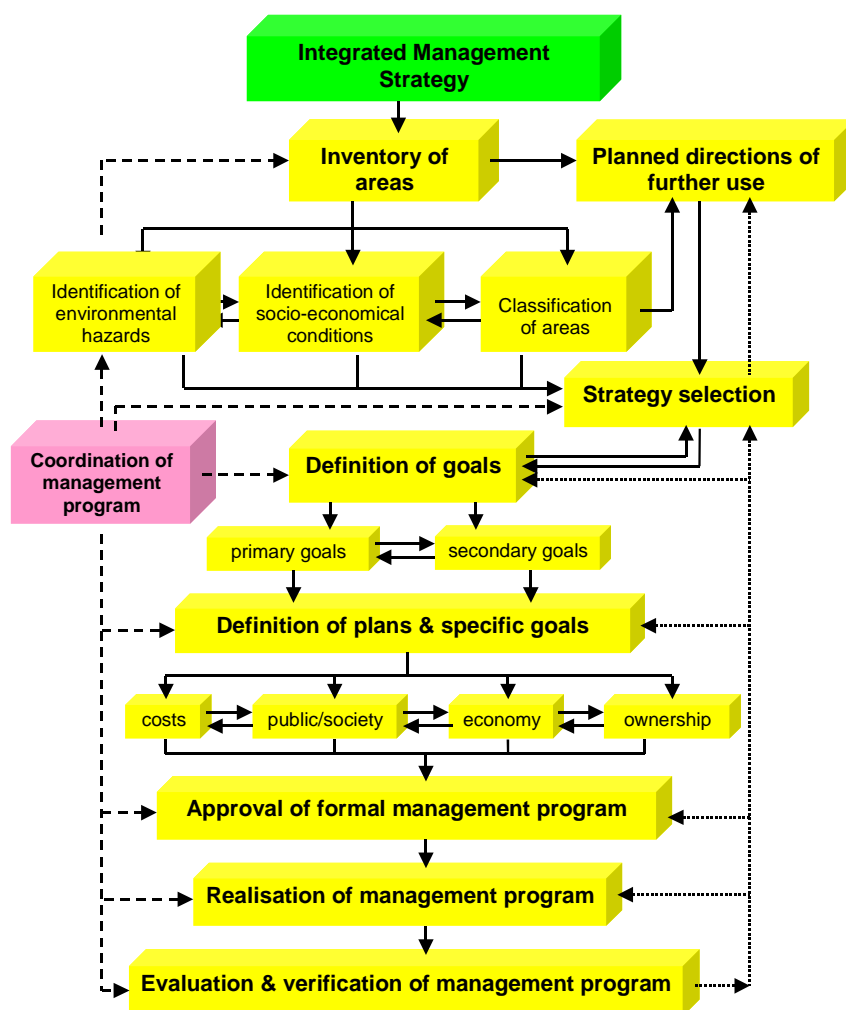 Integrated Management
Strategy
Inventory of
areas
Planned directions of
further use
Identification of
environmental
hazards
Identification of
socio-economical
conditions
Classification
of areas
Strategy selection
Coordination of
management
program
Definition of goals
primary goals
secondary goals
Definition of plans & specific goals
costs
public/society
economy
ownership
Approval of formal management program
Realisation of management program
Evaluation & verification of management program